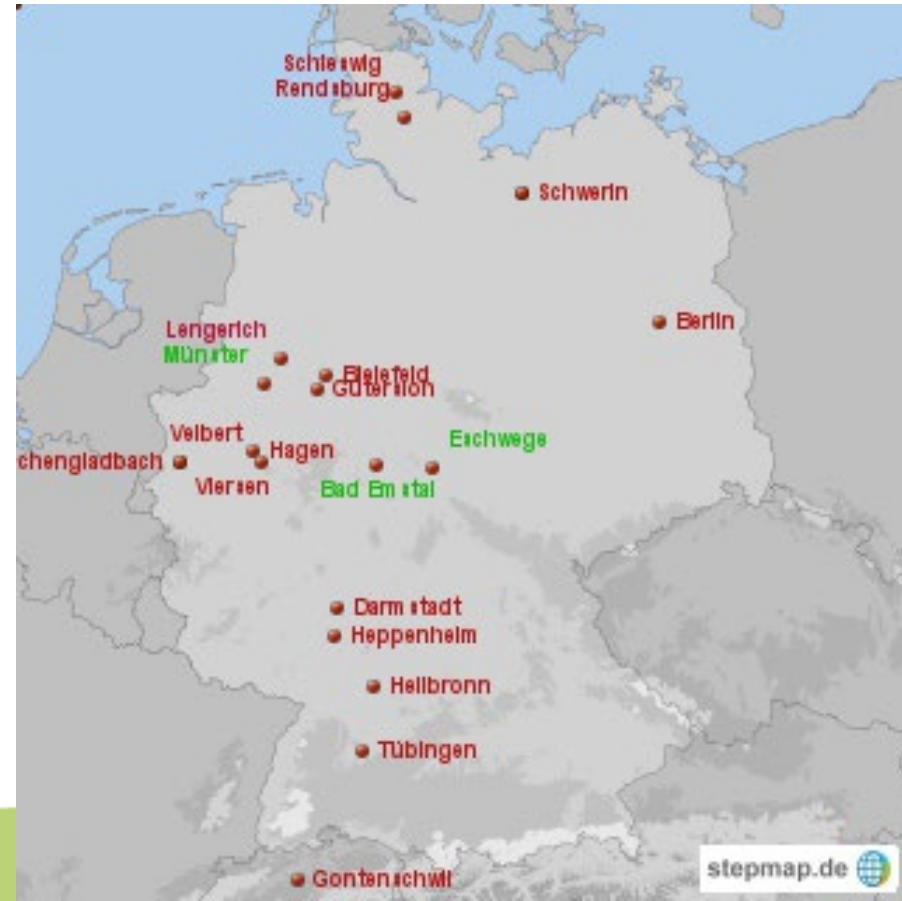 Schleswig
Rendsburg
Schwerin
Berlin
Lengerich
Münster
Bielefeld
Gütersloh
Eschwege
Velbert
Hagen
chengladbach
Viersen
Bad Emstal
Darmstadt
Heppenheim
Heilbronn
Tübingen
Gontenschwil
stepmap.de